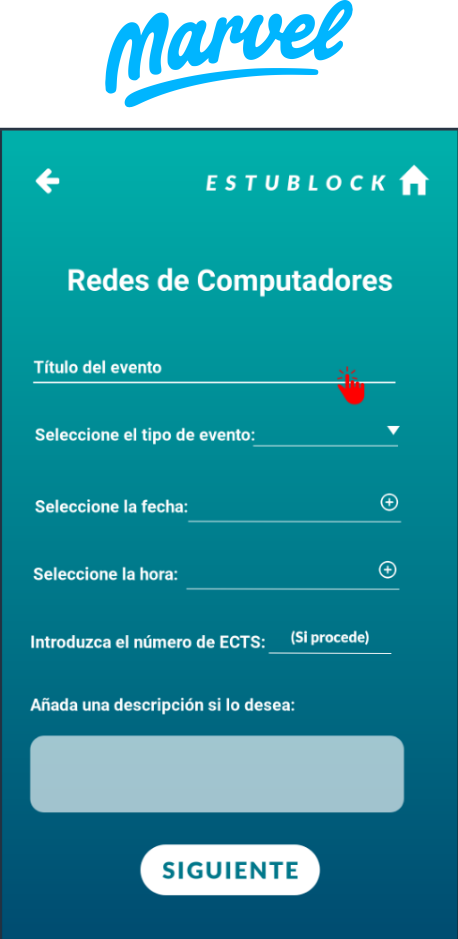 Marvel
ESTUBLOCK
Redes de Computadores
Título del evento
Seleccione el tipo de evento:
Seleccione la fecha:
Seleccione la hora:
Introduzca el número de ECTS: (Si procede)
Añada una descripción si lo desea:
SIGUIENTE